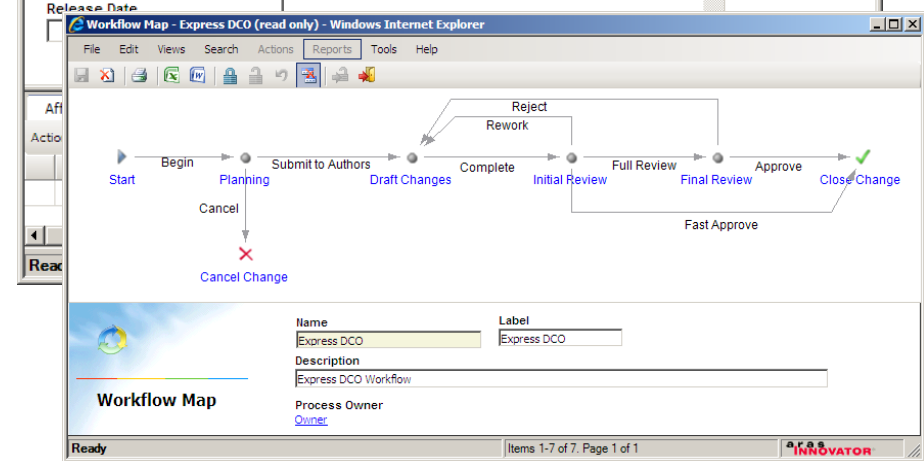 Release Date
Workflow Map - Express DCO (read only) - Windows Internet Explorer
File Edit Views Search Actions Reports Tools Help
Aff
Actio
Reject
Rework
Begin
Submit to Authors
Complete
Full Review
Approve
Start
Planning
Draft Changes
Initial Review
Final Review
Close Change
Cancel
Fast Approve
Cancel Change
Name
Label
Express DCO
Express DCO
Description
Express DCO Workflow
Workflow Map
Process Owner
Owner
Read
Ready
Items 1-7 of 7. Page 1 of 1
aras INNOVATOR